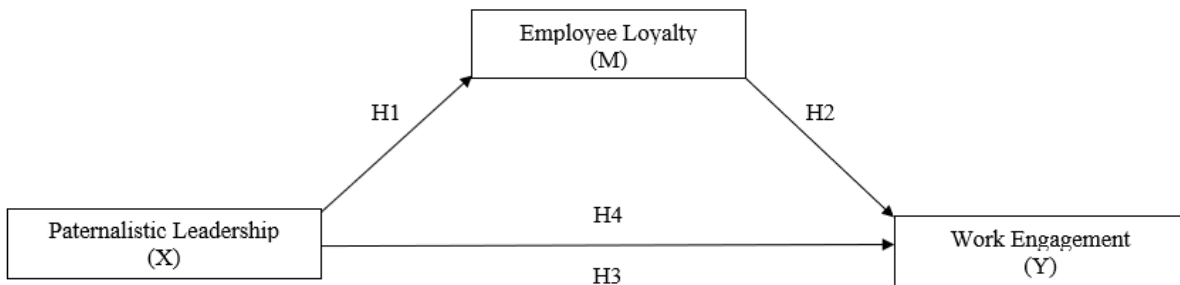 Employee Loyalty
(M)
H1
H2
Paternalistic Leadership
(X)
H4
H3
Work Engagement
(Y)